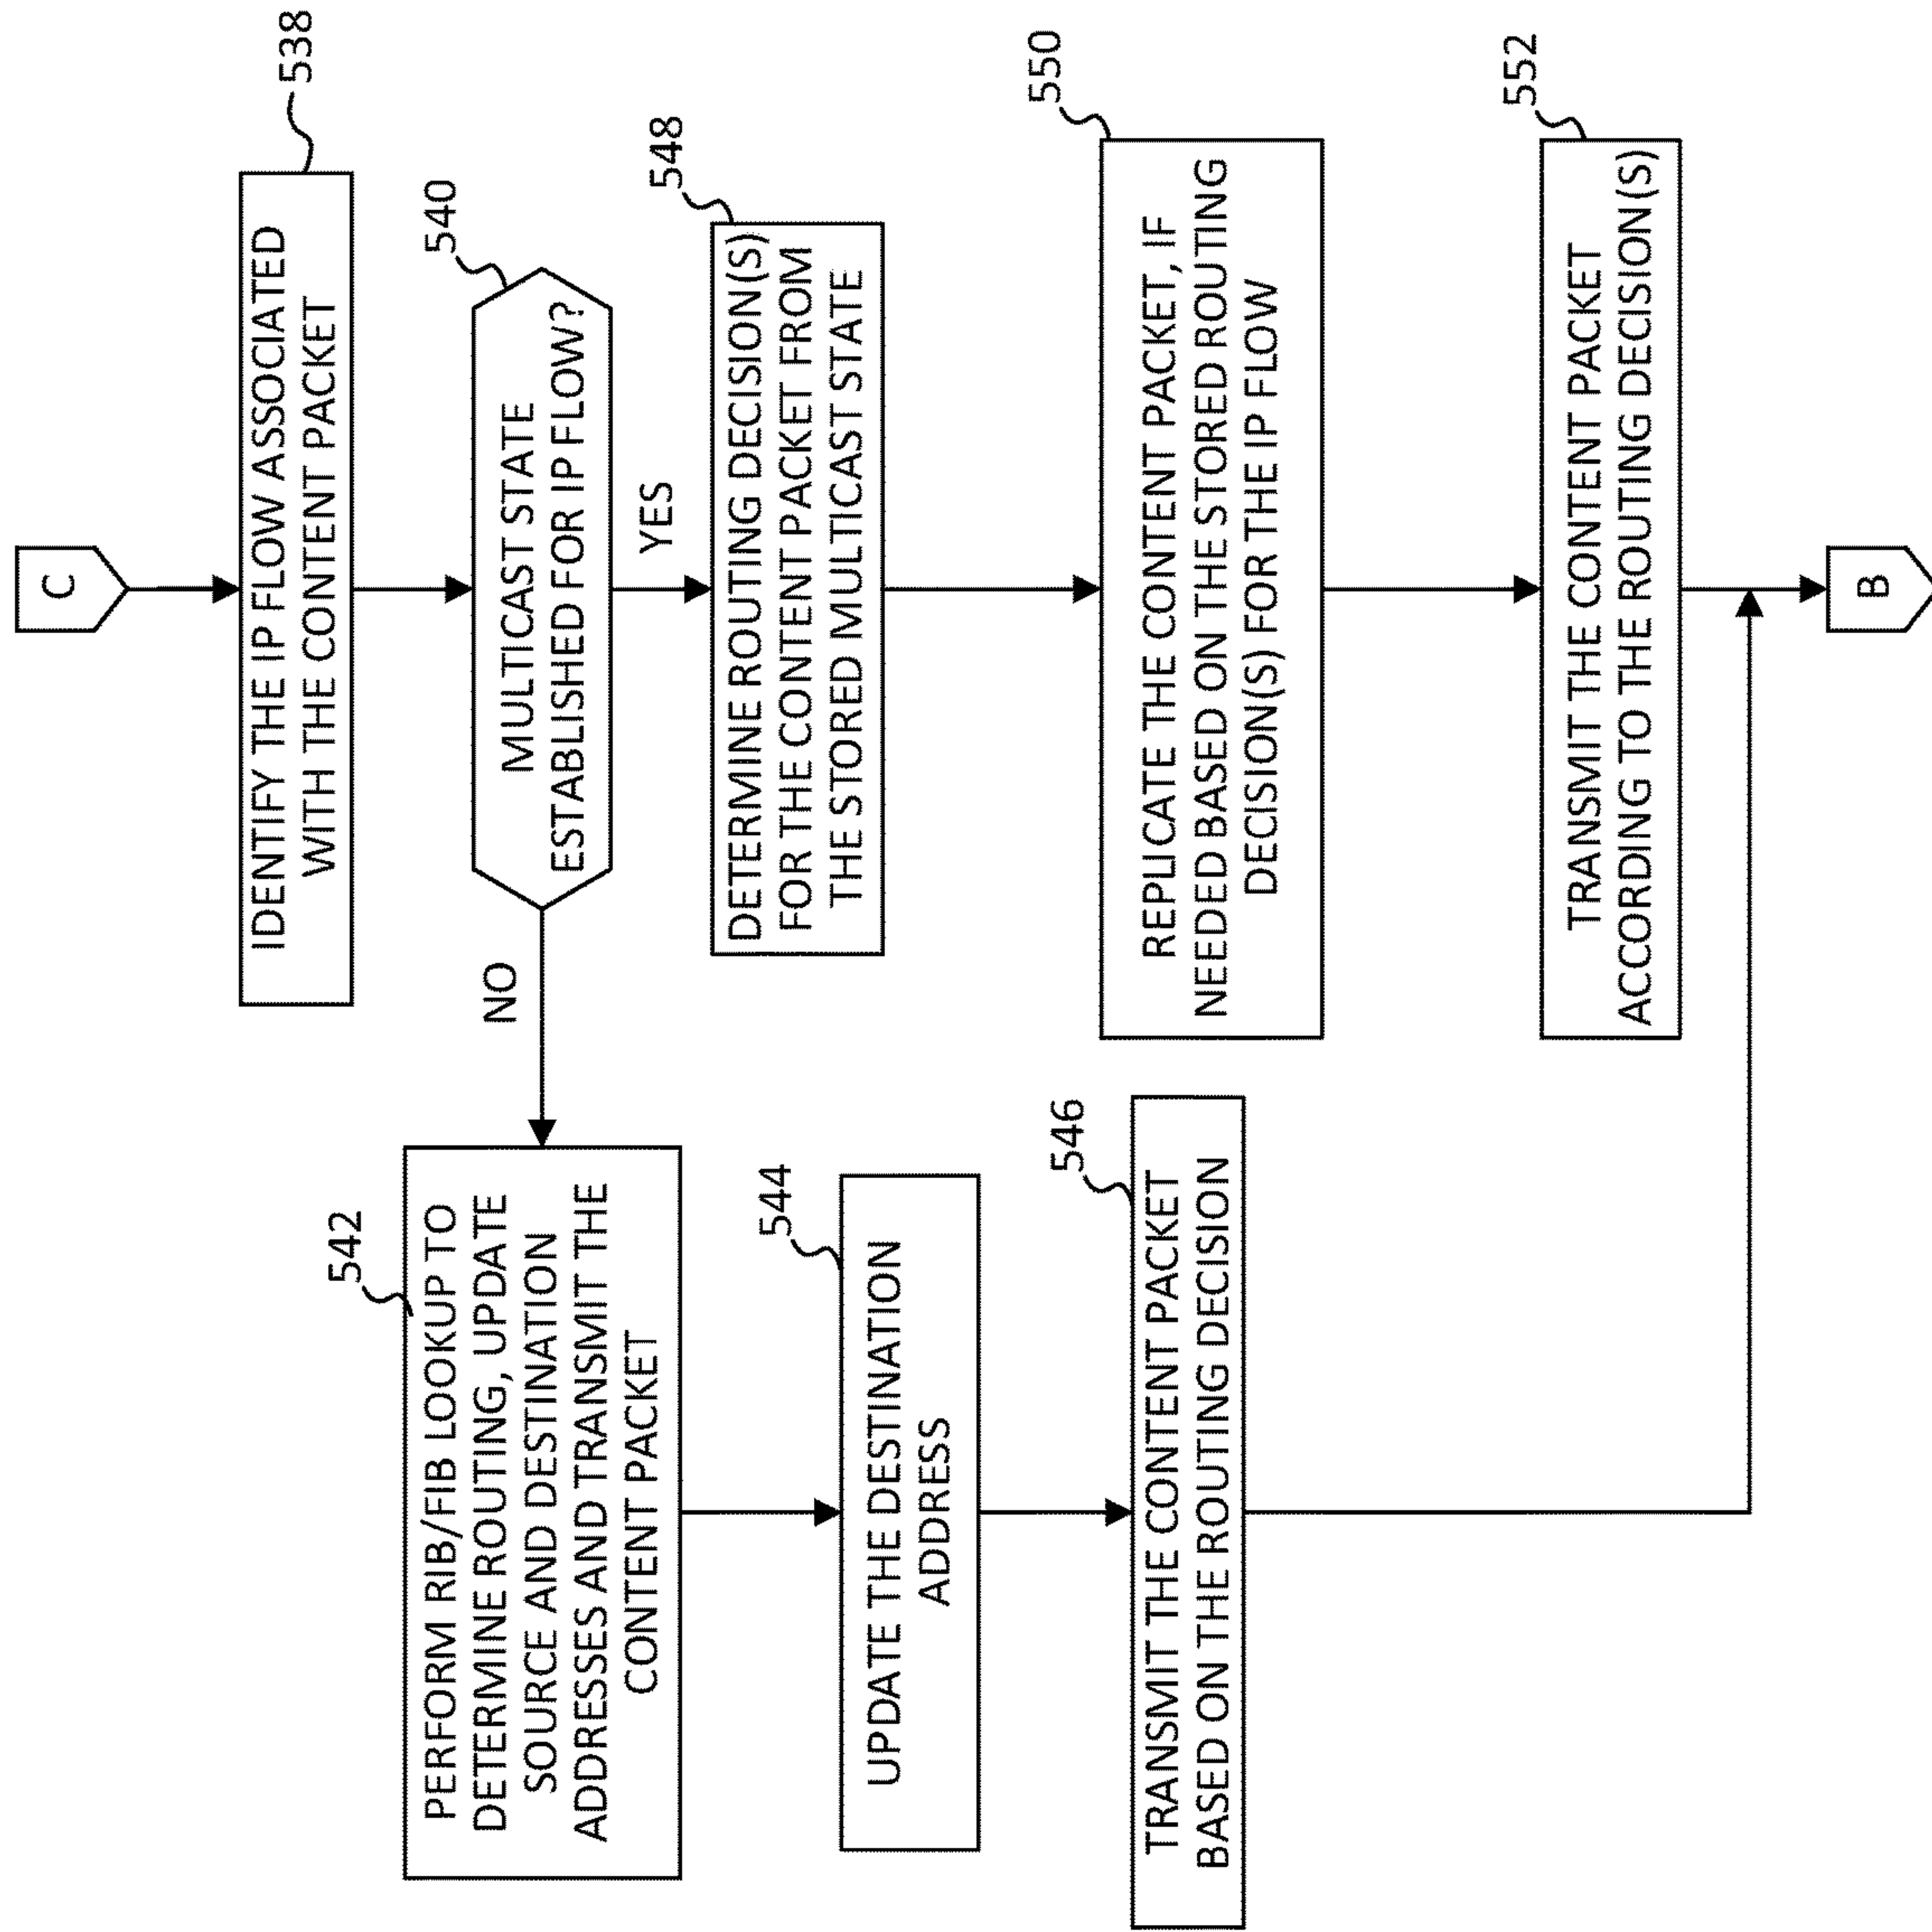 C
538
IDENTIFY THE IP FLOW ASSOCIATED
WITH THE CONTENT PACKET
540
MULTICAST STATE
ESTABLISHED FOR IP FLOW?
NO
YES
542
PERFORM RIB/FIB LOOKUP TO
DETERMINE ROUTING, UPDATE
SOURCE AND DESTINATION
ADDRESSES AND TRANSMIT THE
CONTENT PACKET
548
DETERMINE ROUTING DECISION(S)
FOR THE CONTENT PACKET FROM
THE STORED MULTICAST STATE
544
UPDATE THE DESTINATION
ADDRESS
550
REPLICATE THE CONTENT PACKET, IF
NEEDED BASED ON THE STORED ROUTING
DECISION(S) FOR THE IP FLOW
546
TRANSMIT THE CONTENT PACKET
BASED ON THE ROUTING DECISION
552
TRANSMIT THE CONTENT PACKET
ACCORDING TO THE ROUTING DECISION(S)
B